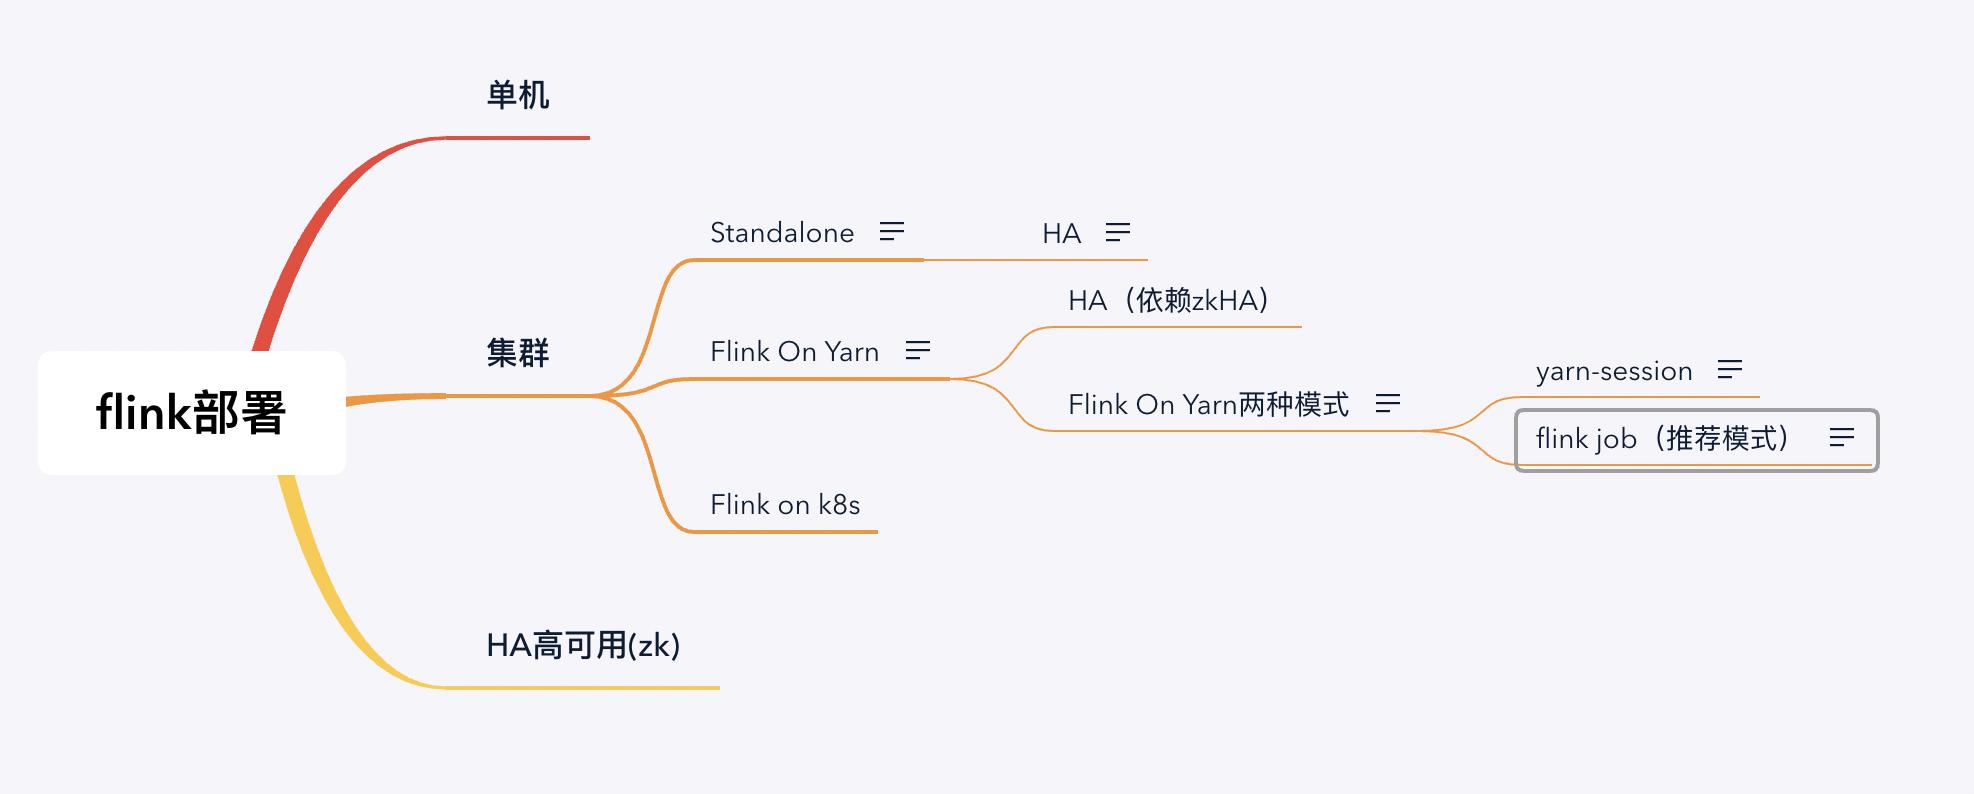 flink部署
单机
集群
Standalone
HA
Flink On Yarn
HA（依赖zkHA）
Flink On Yarn两种模式
yarn-session
flink job（推荐模式）
Flink on k8s
HA高可用(zk)